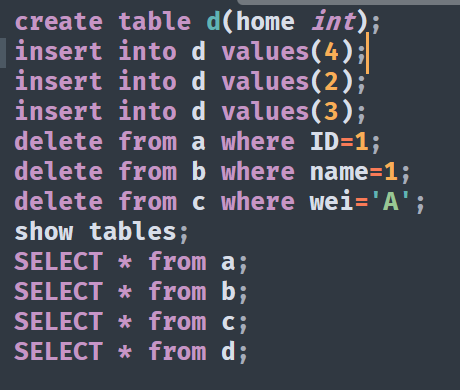 create table d(home int);
insert into d values(4);
insert into d values(2);
insert into d values(3);
delete from a where ID=1;
delete from b where name=1;
delete from c where wei='A';
show tables;
SELECT * from a;
SELECT * from b;
SELECT * from c;
SELECT * from d;